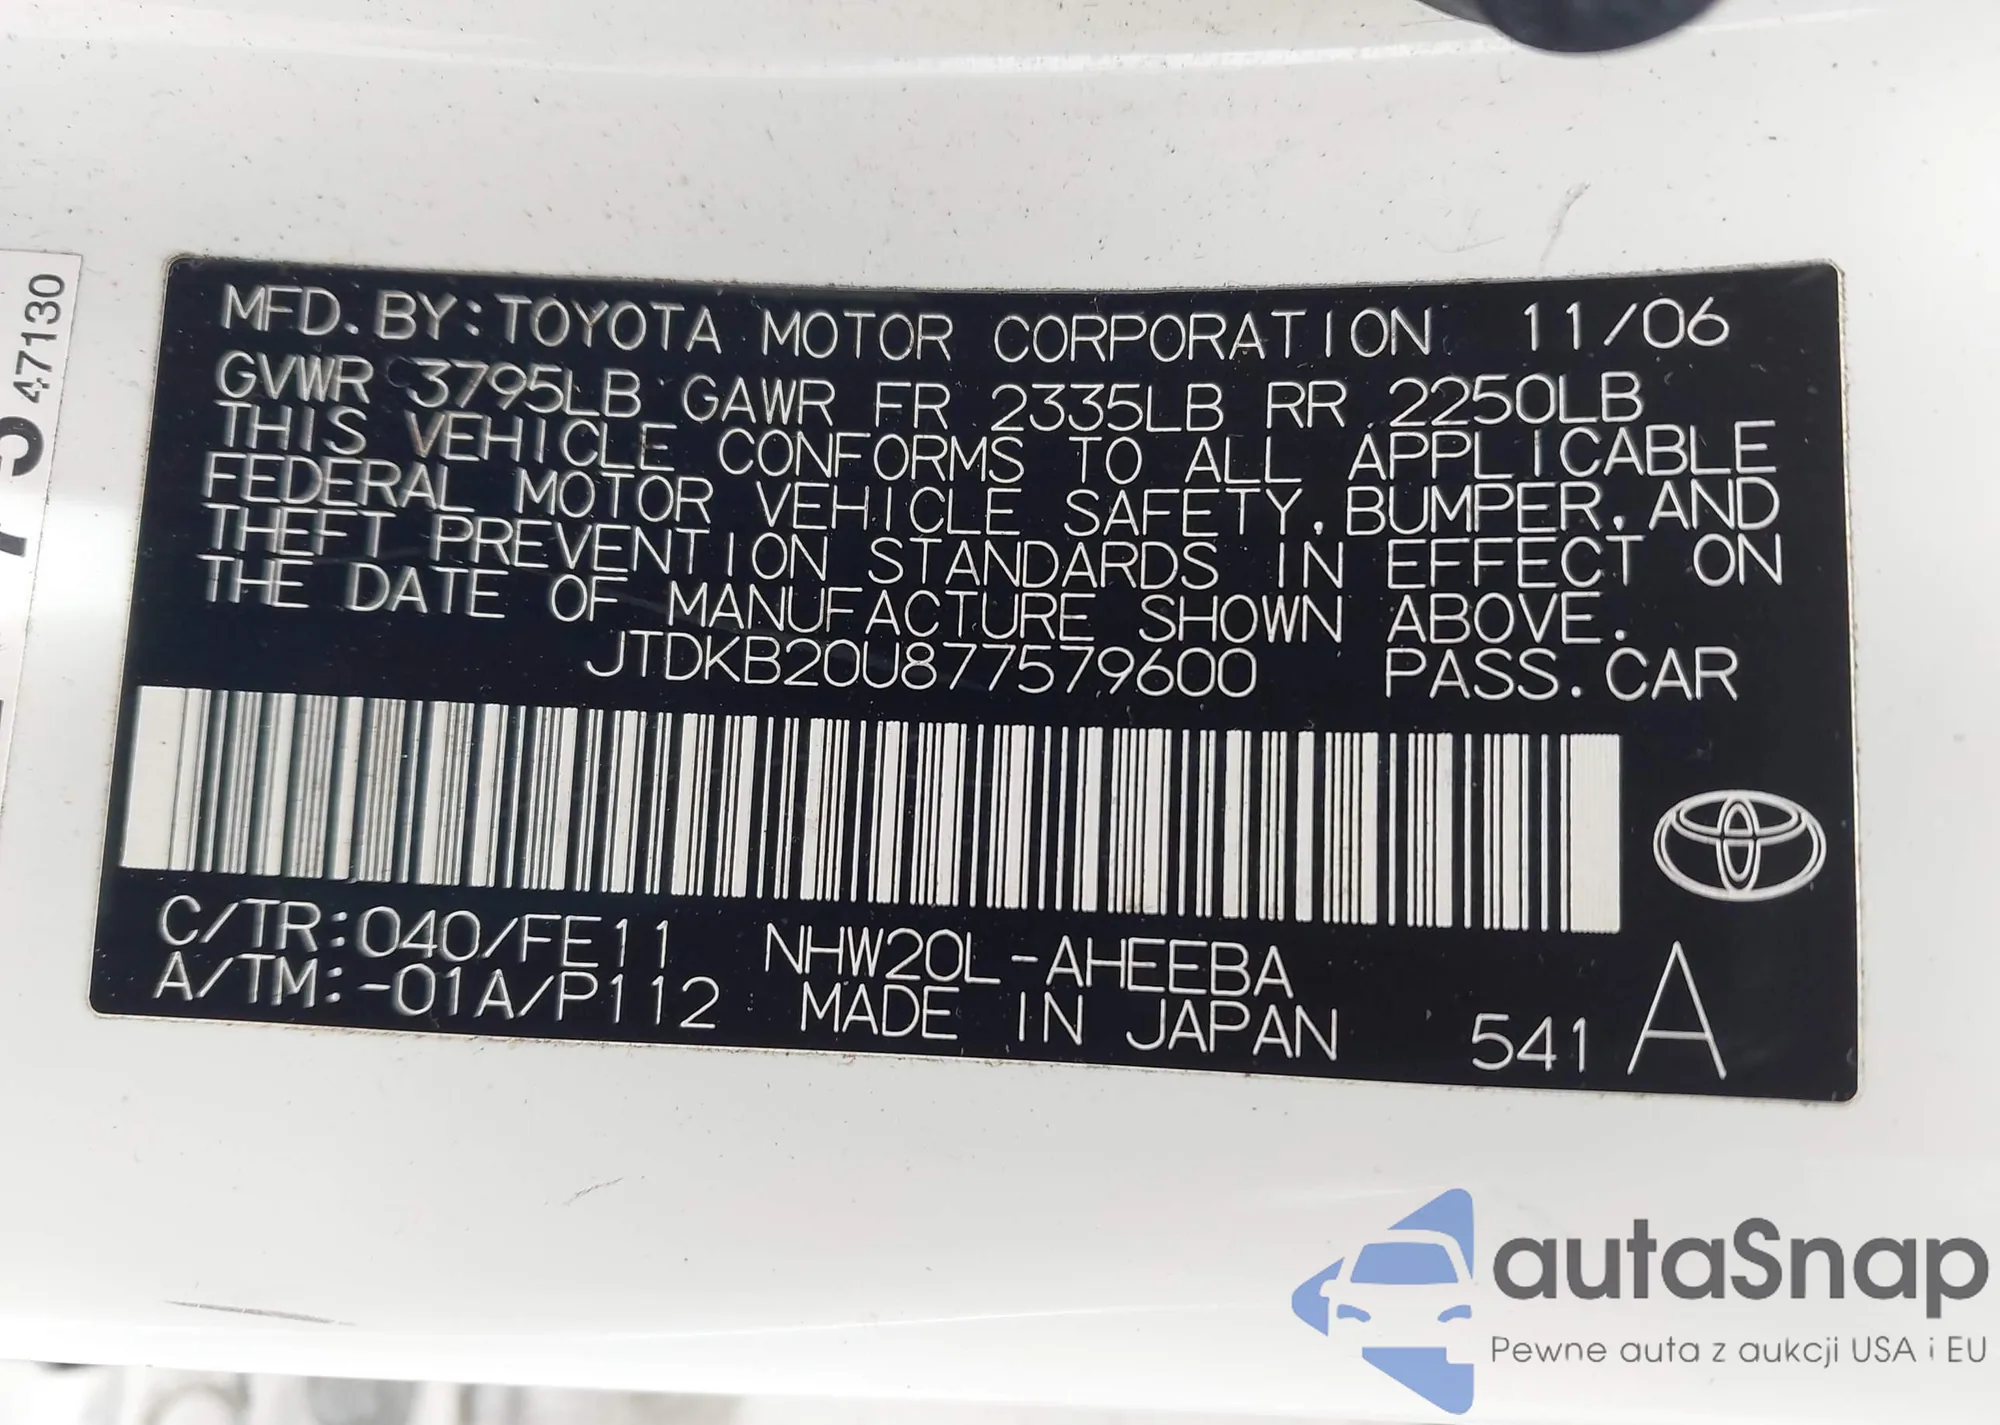 MFD. BY: TOYOTA MOTOR CORPORATION 11/06
GVWR 3795LB GAWR FR 2335LB RR 2250LB
THIS VEHICLE CONFORMS TO ALL APPLICABLE
FEDERAL MOTOR VEHICLE SAFETY, BUMPER, AND
THEFT PREVENTION STANDARDS IN EFFECT ON
THE DATE OF MANUFACTURE SHOWN ABOVE.
JTDKB20U877579600 PASS. CAR
C/TR:040/FE11 NHW20L-AHEEBA
A/TM:-01A/P112 MADE IN JAPAN 541 A
47130
autaSnap
Pewne auta z aukcji USA i EU